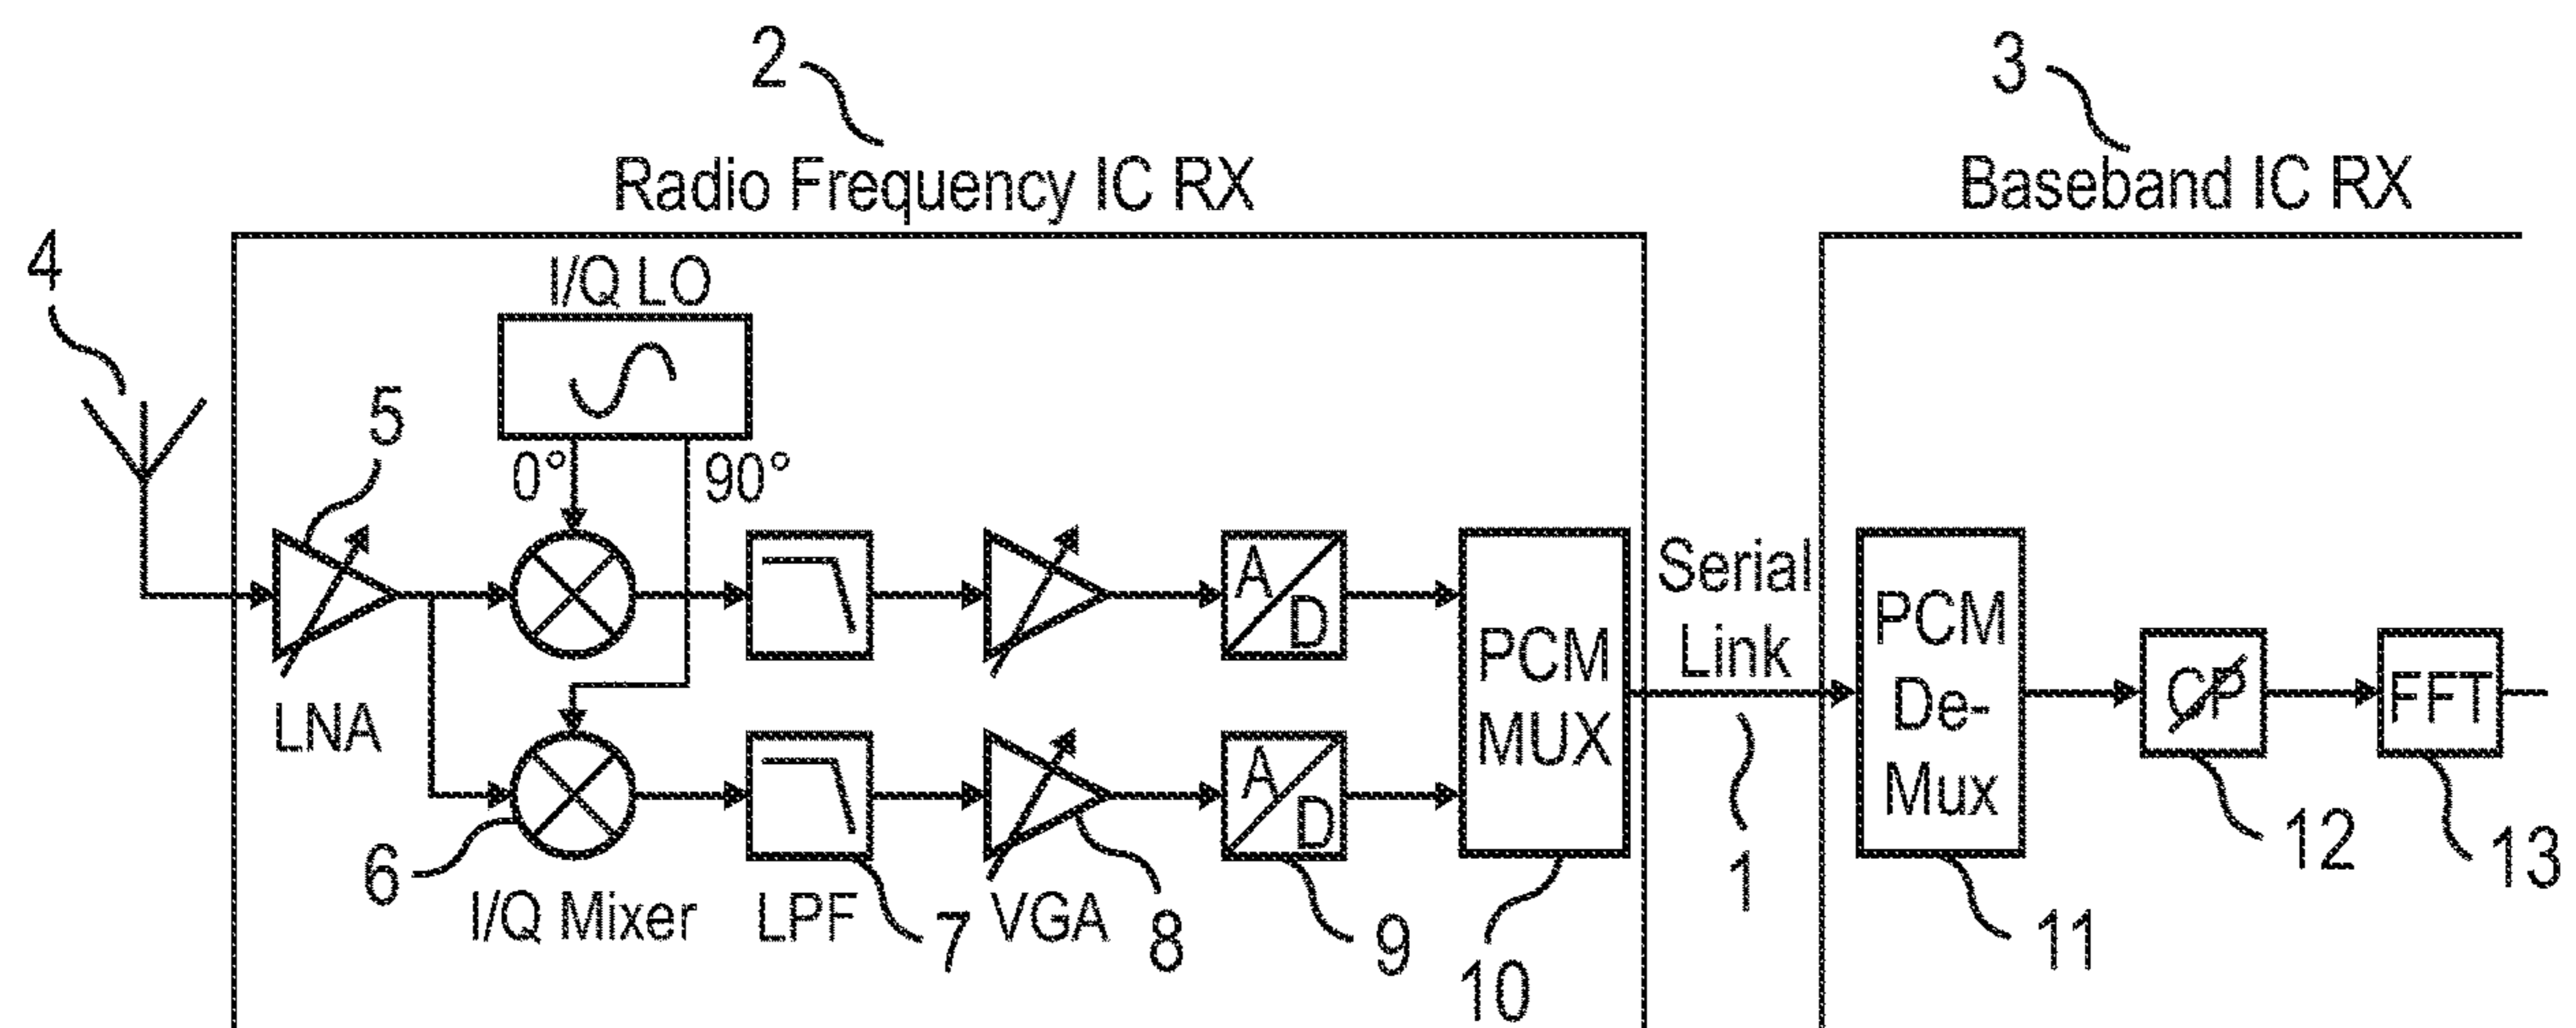 2
3
Radio Frequency IC RX
Baseband IC RX
4
I/Q LO
5
0°
90°
A
D
Serial
Link
PCM
MUX
PCM
De-
Mux
CP
FFT
LNA
A
D
6
I/Q Mixer
LPF
7
VGA
8
9
10
1
11
12
13